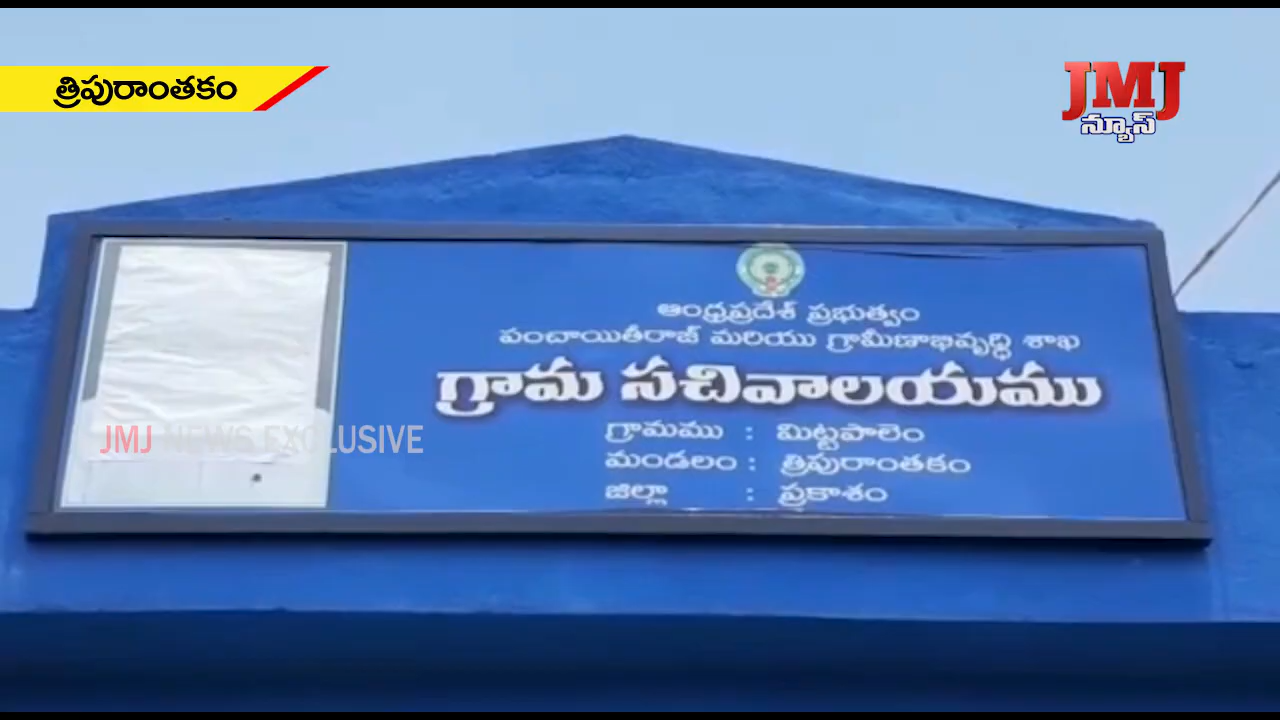 త్రిపురాంతకం
JMJ
న్యూస్
ఆంధ్రప్రదేశ్ ప్రభుత్వం
పంచాయితీరాజ్ మరియు గ్రామీణాభివృద్ధి శాఖ
గ్రామ సచివాలయము
గ్రామము : మిట్టపాలెం
మండలం : త్రిపురాంతకం
జిల్లా : ప్రకాశం
JMJ NEWS EXCLUSIVE